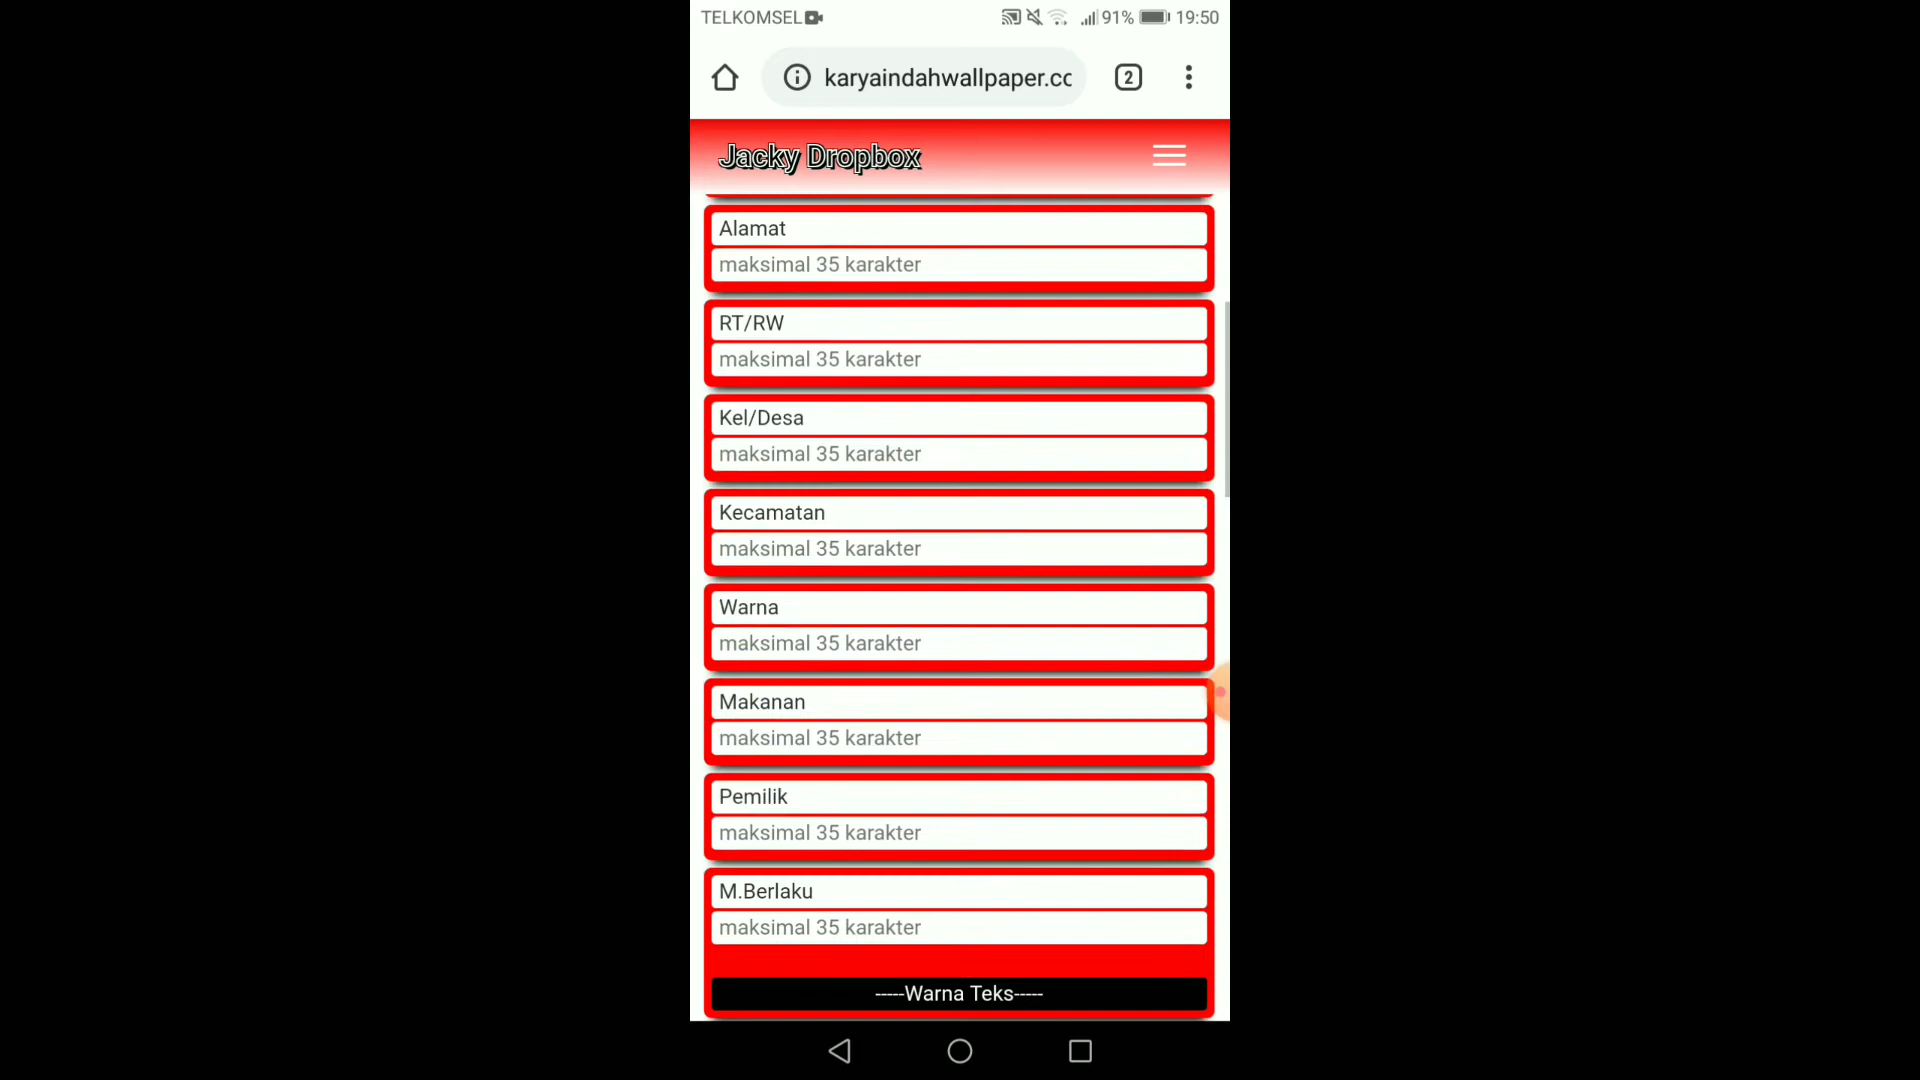 TELKOMSEL 91% 19:50
karyaindahwallpaper.cc 2
Jacky Dropbox
Alamat
maksimal 35 karakter
RT/RW
maksimal 35 karakter
Kel/Desa
maksimal 35 karakter
Kecamatan
maksimal 35 karakter
Warna
maksimal 35 karakter
Makanan
maksimal 35 karakter
Pemilik
maksimal 35 karakter
M.Berlaku
maksimal 35 karakter
-----Warna Teks-----